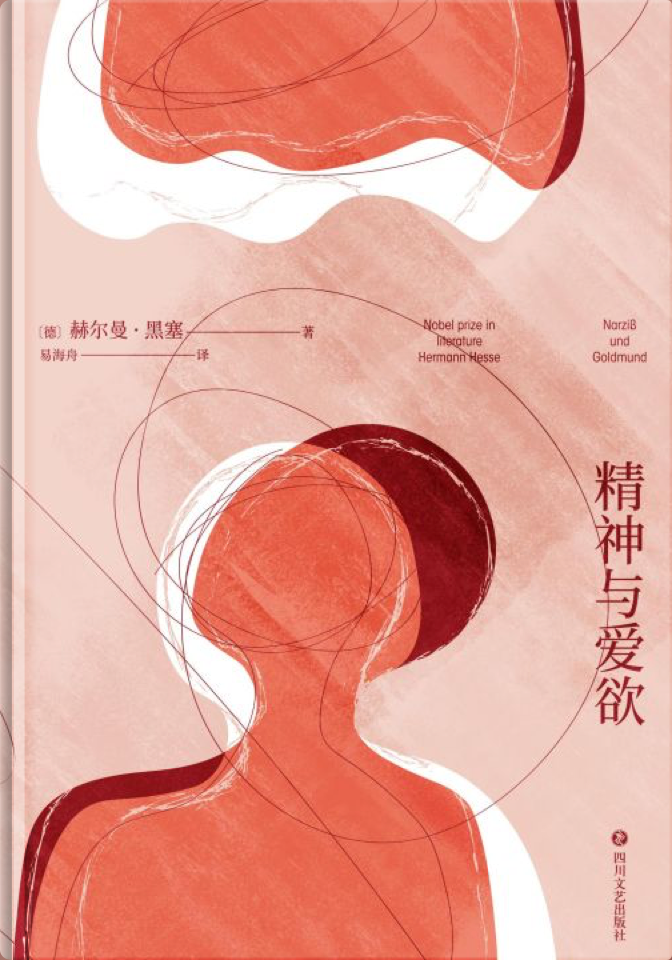 〔德〕赫尔曼·黑塞——著
易海舟——译
Nobel prize in
literature
Hermann Hesse
Narziß
und
Goldmund
精神与爱欲
四川文艺出版社